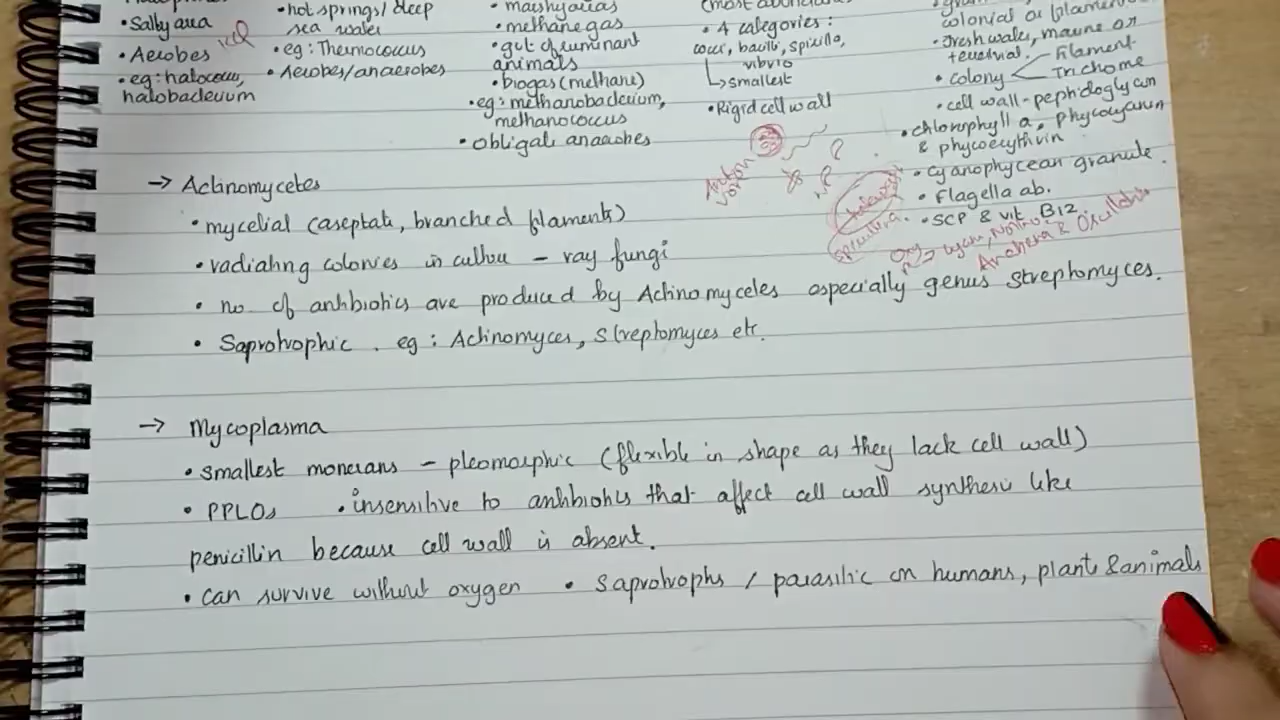 • Salty area
• Aerobes
• eg: halococcus,
halobacterium
• hot springs/deep
sea water
• eg: Thermococcus
• Aerobes/anaerobes
• marshy areas
• methane gas
• gut of ruminant
animals
• biogas (methane)
• eg: methanobacterium,
methanococcus
• obligat anaerobes
• 4 categories:
cocci, bacilli, spirilla,
vibrio
↳ smallest
• Rigid cell wall
colonial or filamentous
• fresh water, marine or
terrestrial.
• colony < Filament
Trichome
• cell wall - peptidoglycan
• chlorophyll a, phycocyanin
& phycoerythrin
• cyanophycean granule.
• Flagella ab.
• SCP & vit B12
spirulina.
→ Actinomycetes
• mycelial (aseptate, branched filaments)
• radiating colonies in culture - ray fungi
• no of antibiotics are produced by Actinomycetes especially genus Streptomyces.
• Saprotrophic. eg: Actinomyces, Streptomyces etc.
→ Mycoplasma
• smallest monerans - pleomorphic (flexible in shape as they lack cell wall)
• PPLOs • insensitive to antibiotics that affect cell wall synthesis like
penicillin because cell wall is absent.
• can survive without oxygen • saprotrophs / parasitic on humans, plants & animals